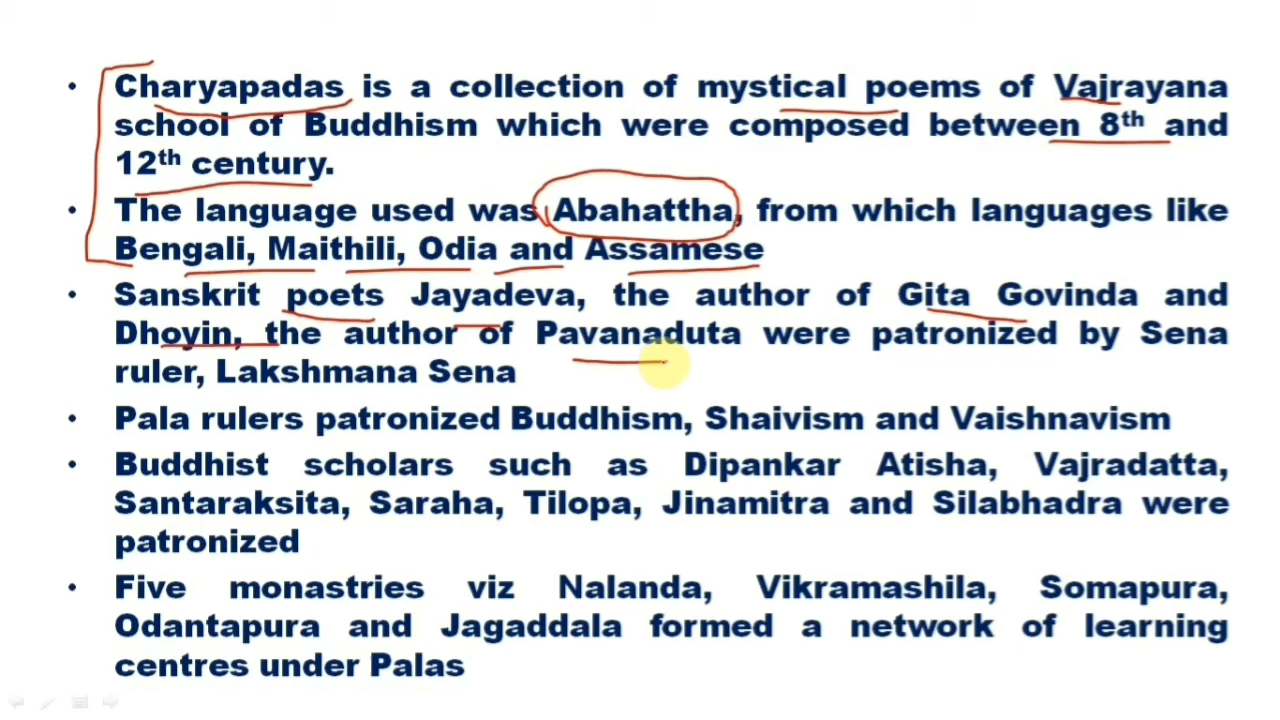 • Charyapadas is a collection of mystical poems of Vajrayana
school of Buddhism which were composed between 8th and
12th century.
• The language used was Abahattha, from which languages like
Bengali, Maithili, Odia and Assamese
• Sanskrit poets Jayadeva, the author of Gita Govinda and
Dhoyin, the author of Pavanaduta were patronized by Sena
ruler, Lakshmana Sena
• Pala rulers patronized Buddhism, Shaivism and Vaishnavism
• Buddhist scholars such as Dipankar Atisha, Vajradatta,
Santaraksita, Saraha, Tilopa, Jinamitra and Silabhadra were
patronized
• Five monastries viz Nalanda, Vikramashila, Somapura,
Odantapura and Jagaddala formed a network of learning
centres under Palas